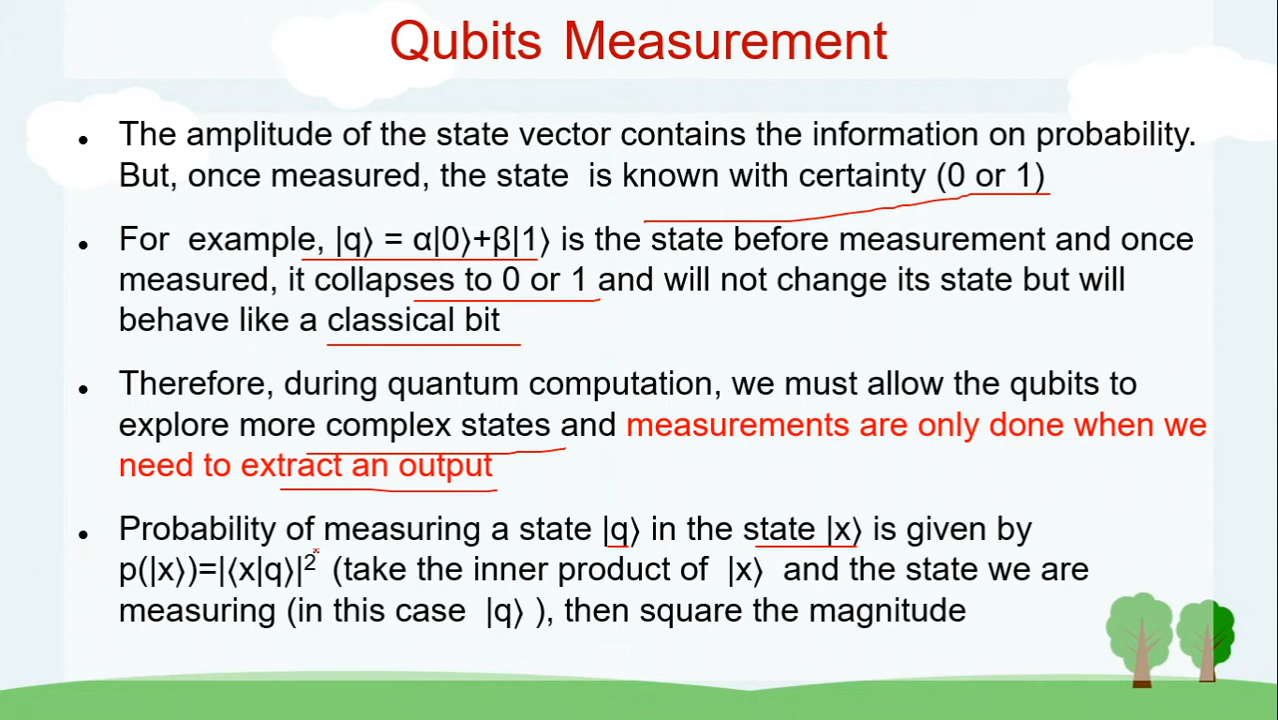 Qubits Measurement
• The amplitude of the state vector contains the information on probability.
But, once measured, the state is known with certainty (0 or 1)
• For example, |q⟩ = α|0⟩+β|1⟩ is the state before measurement and once
measured, it collapses to 0 or 1 and will not change its state but will
behave like a classical bit
• Therefore, during quantum computation, we must allow the qubits to
explore more complex states and measurements are only done when we
need to extract an output
• Probability of measuring a state |q⟩ in the state |x⟩ is given by
p(|x⟩)=|⟨x|q⟩|² (take the inner product of |x⟩ and the state we are
measuring (in this case |q⟩ ), then square the magnitude